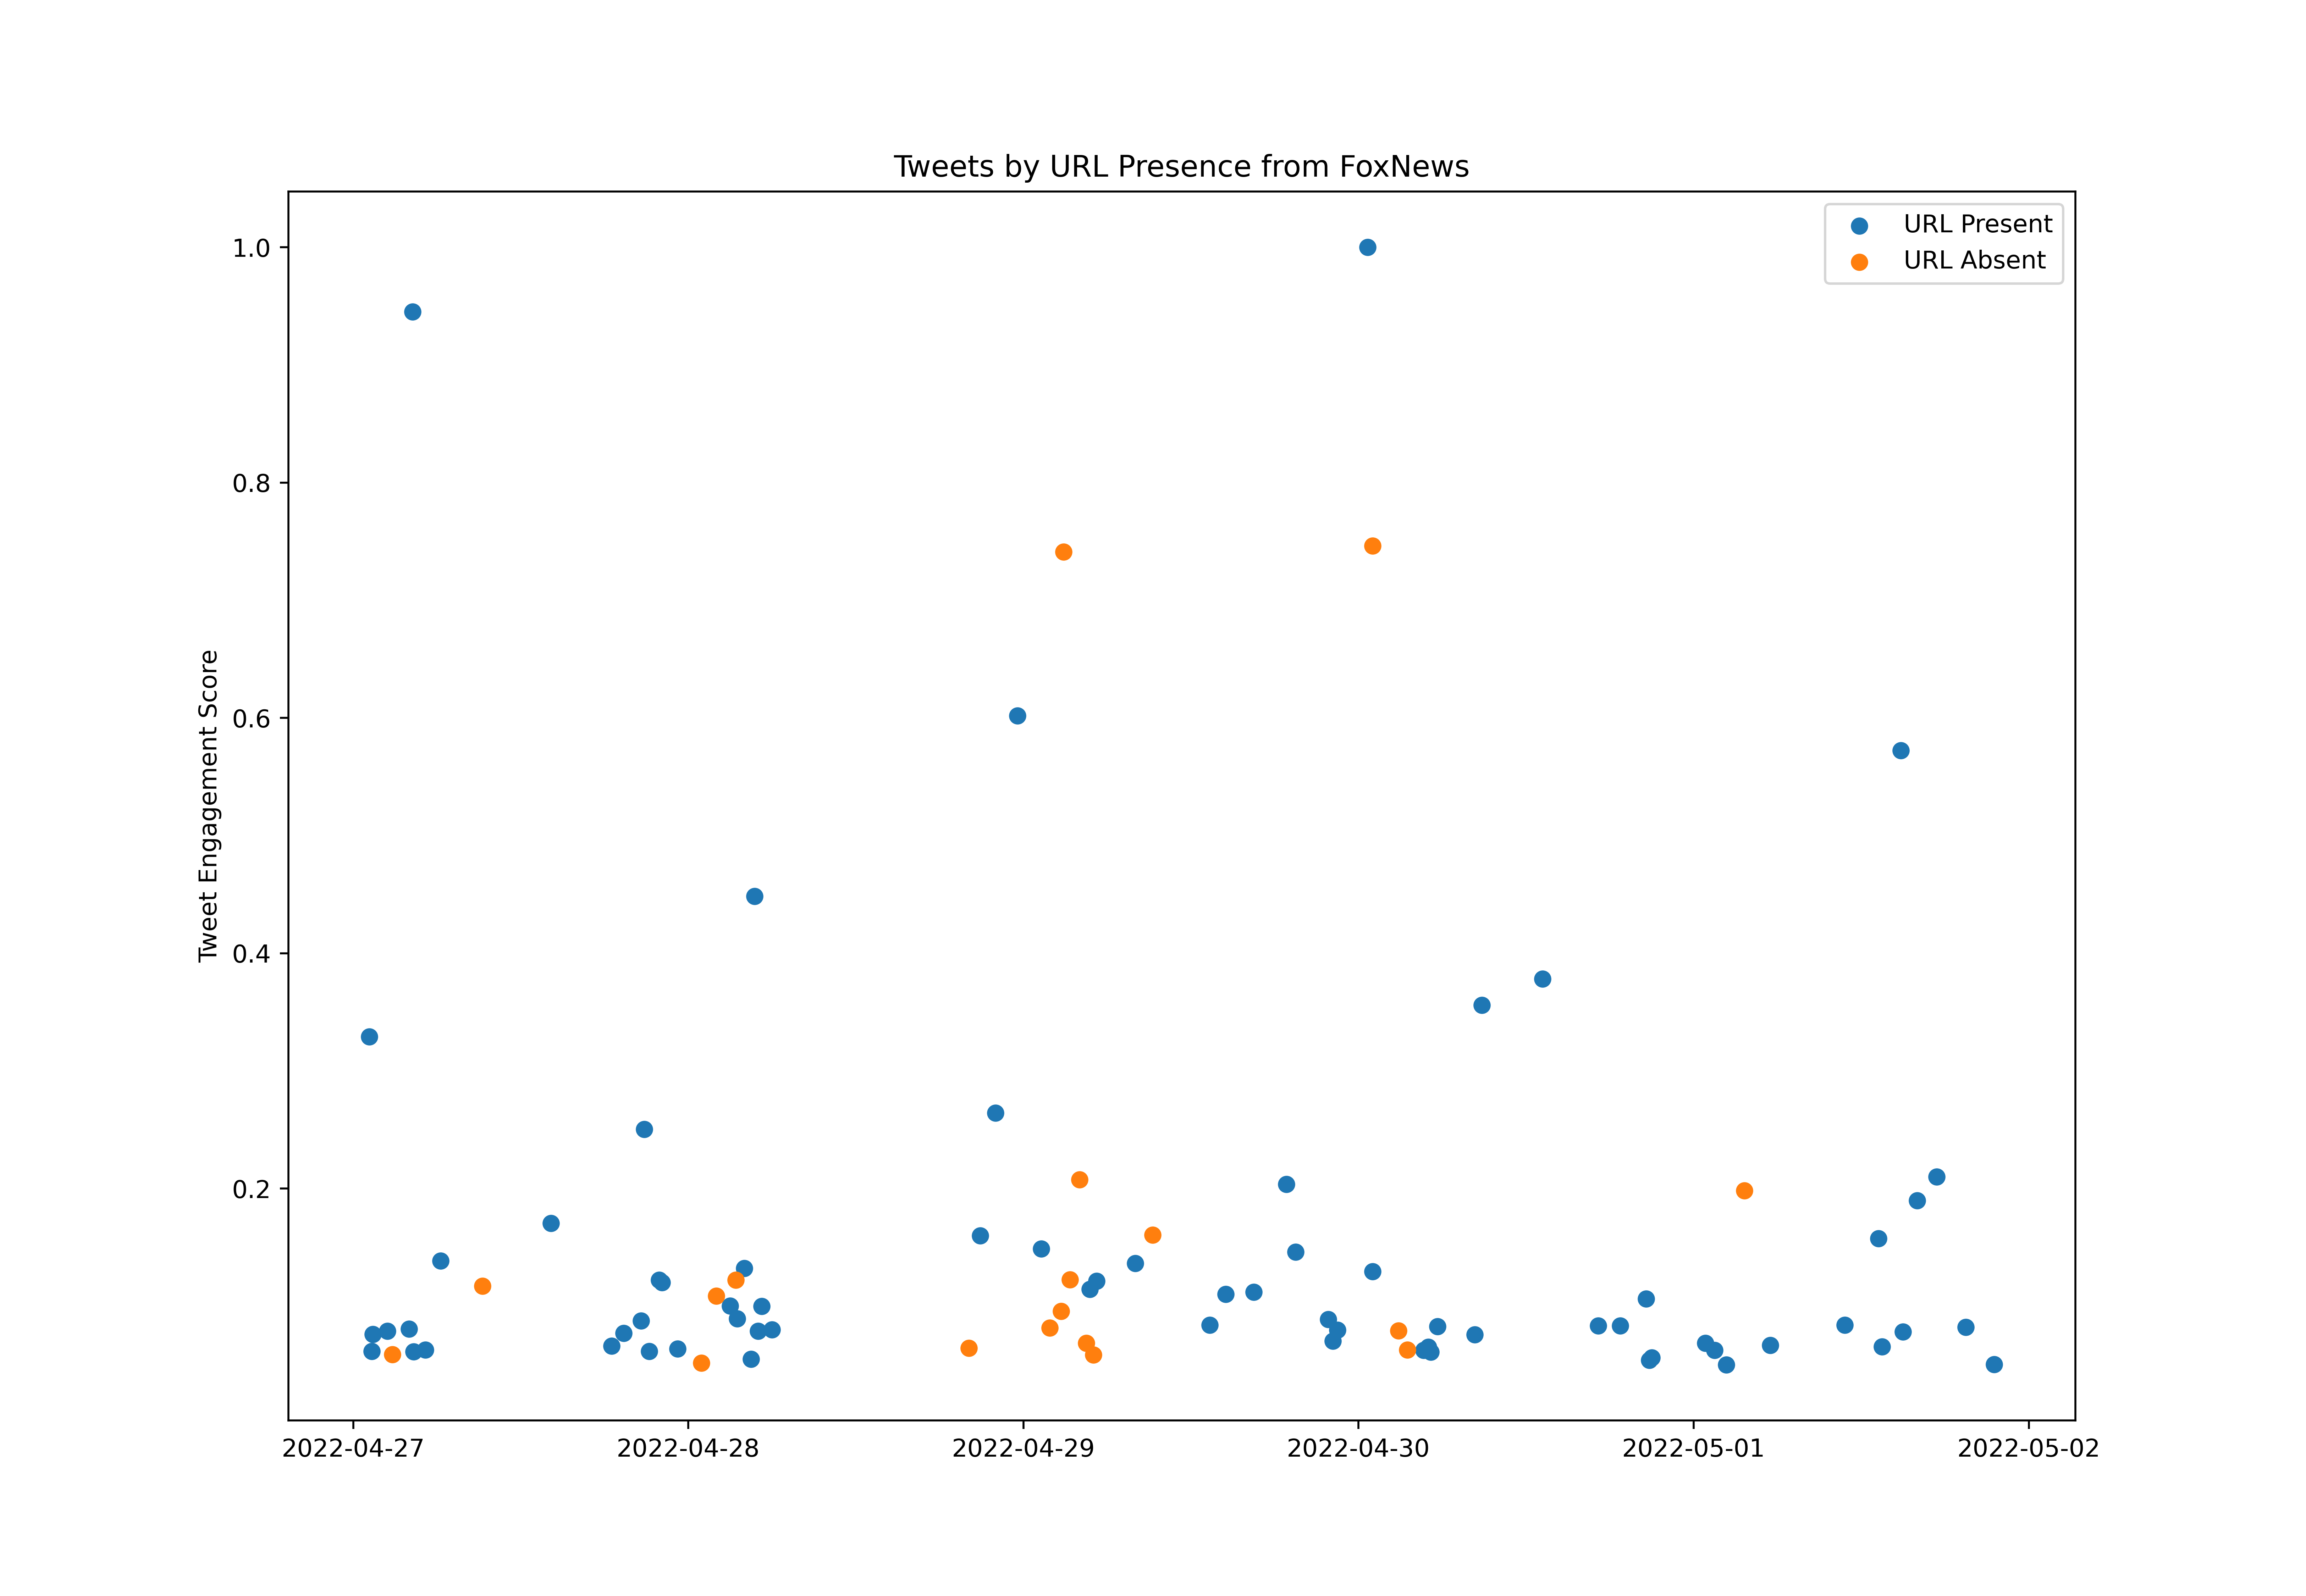 Tweets by URL Presence from FoxNews
URL Present
URL Absent
Tweet Engagement Score
1.0
0.8
0.6
0.4
0.2
2022-04-27 2022-04-28 2022-04-29 2022-04-30 2022-05-01 2022-05-02